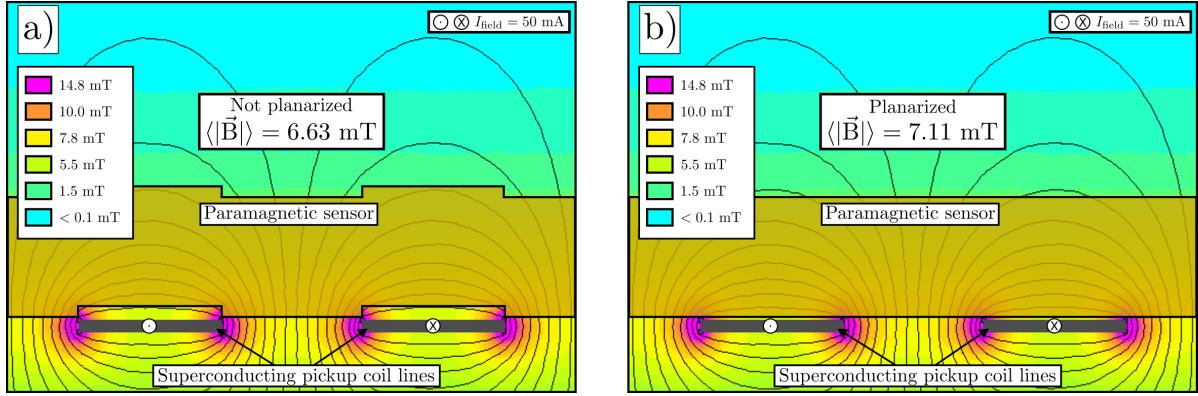 a)
⊙ ⊗ I_field = 50 mA
14.8 mT
10.0 mT
7.8 mT
5.5 mT
1.5 mT
< 0.1 mT
Not planarized
⟨|B⃗|⟩ = 6.63 mT
Paramagnetic sensor
Superconducting pickup coil lines
b)
⊙ ⊗ I_field = 50 mA
14.8 mT
10.0 mT
7.8 mT
5.5 mT
1.5 mT
< 0.1 mT
Planarized
⟨|B⃗|⟩ = 7.11 mT
Paramagnetic sensor
Superconducting pickup coil lines